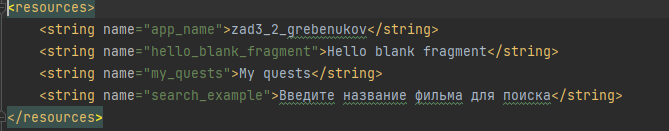 <resources>
<string name="app_name">zad3_2_grebenukov</string>
<string name="hello_blank_fragment">Hello blank fragment</string>
<string name="my_quests">My quests</string>
<string name="search_example">Введите название фильма для поиска</string>
</resources>